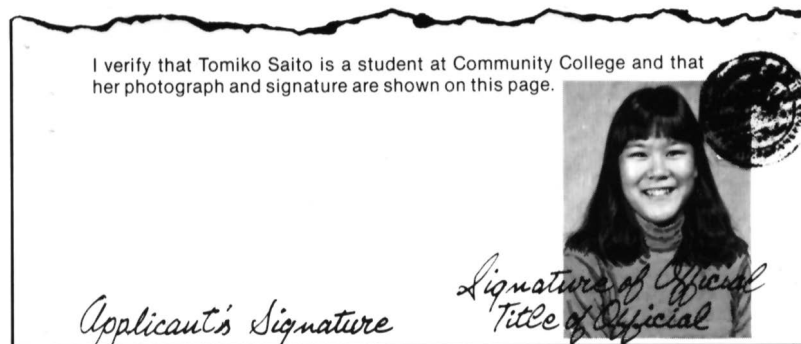 I verify that Tomiko Saito is a student at Community College and that
her photograph and signature are shown on this page.
Signature of Official
Applicant's Signature
Title of Official